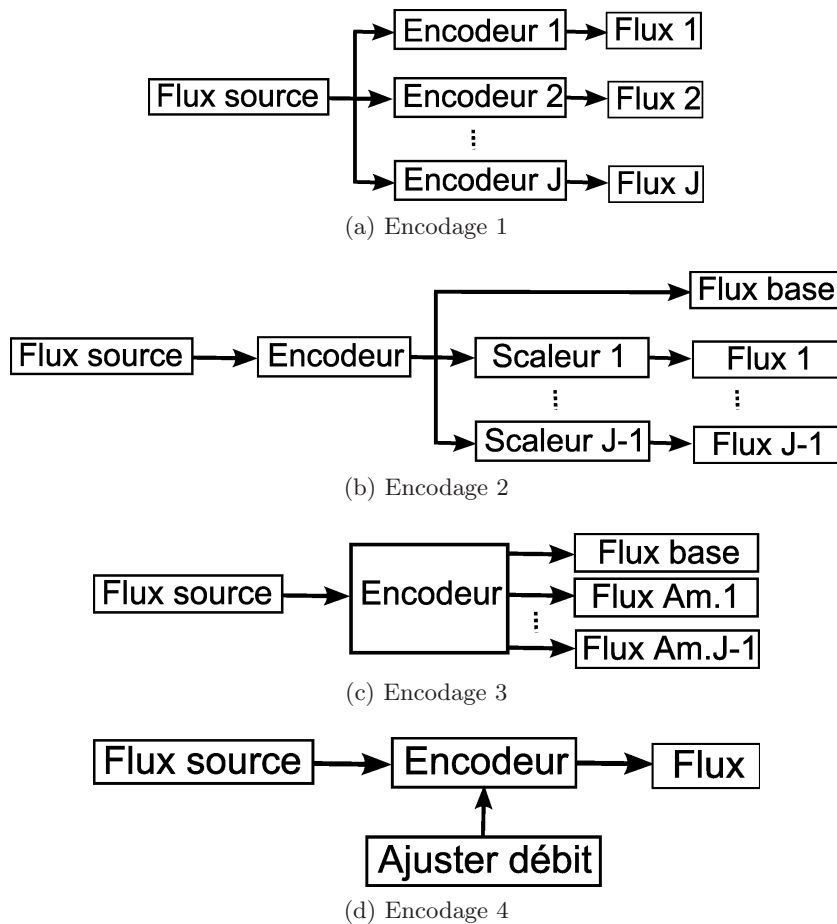 Encodeur 1
Flux 1
Flux source
Encodeur 2
Flux 2
Encodeur J
Flux J
(a) Encodage 1
Flux base
Flux source
Encodeur
Scaleur 1
Flux 1
Scaleur J-1
Flux J-1
(b) Encodage 2
Flux base
Flux source
Encodeur
Flux Am.1
Flux Am.J-1
(c) Encodage 3
Flux source
Encodeur
Flux
Ajuster débit
(d) Encodage 4